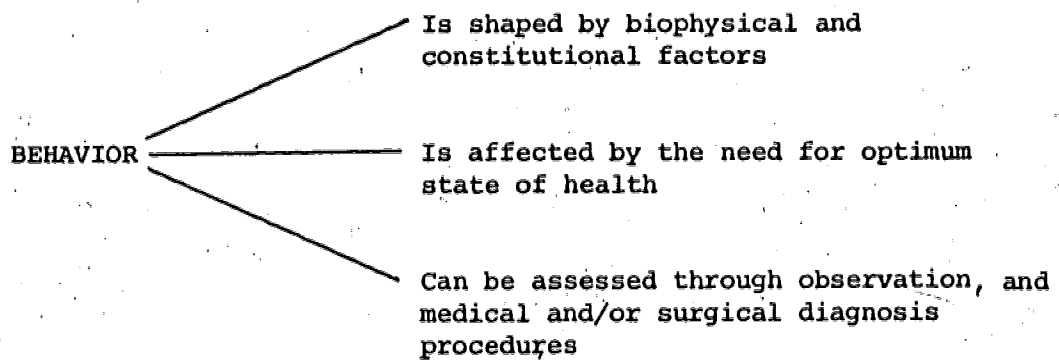 Is shaped by biophysical and
constitutional factors
BEHAVIOR
Is affected by the need for optimum
state of health
Can be assessed through observation, and
medical and/or surgical diagnosis
procedures